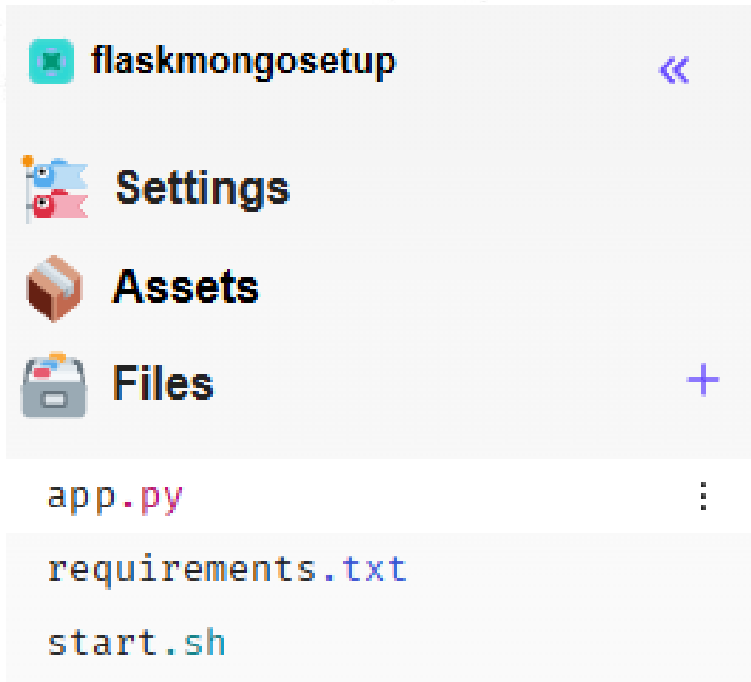 flaskmongosetup
Settings
Assets
Files
app.py
requirements.txt
start.sh